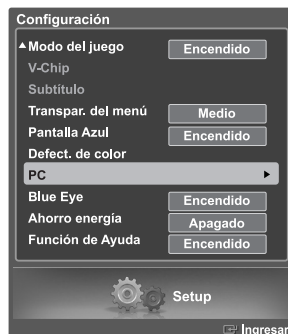 Configuración
Modo del juego Encendido
V-Chip
Subtítulo
Transpar. del menú Medio
Pantalla Azul Encendido
Defect. de color
PC
Blue Eye Encendido
Ahorro energía Apagado
Función de Ayuda Encendido
Setup
Ingresar